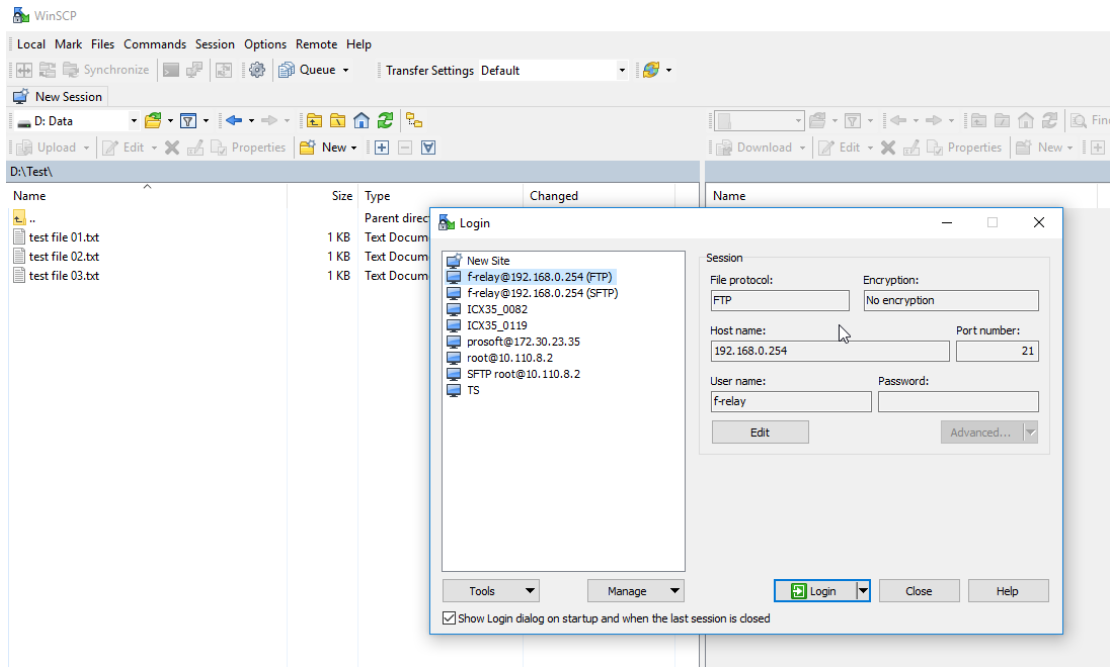 WinSCP
Local Mark Files Commands Session Options Remote Help
Synchronize Queue Transfer Settings Default
New Session
D: Data
Upload Edit Properties New Download Edit Properties New
D:\Test\
Name Size Type Changed Name
.. Parent direc
test file 01.txt 1 KB Text Docum
test file 02.txt 1 KB Text Docum
test file 03.txt 1 KB Text Docum
Login
New Site
f-relay@192.168.0.254 (FTP)
f-relay@192.168.0.254 (SFTP)
ICX35_0082
ICX35_0119
prosoft@172.30.23.35
root@10.110.8.2
SFTP root@10.110.8.2
TS
Session
File protocol: Encryption:
FTP No encryption
Host name: Port number:
192.168.0.254 21
User name: Password:
f-relay
Edit Advanced...
Tools Manage Login Close Help
Show Login dialog on startup and when the last session is closed